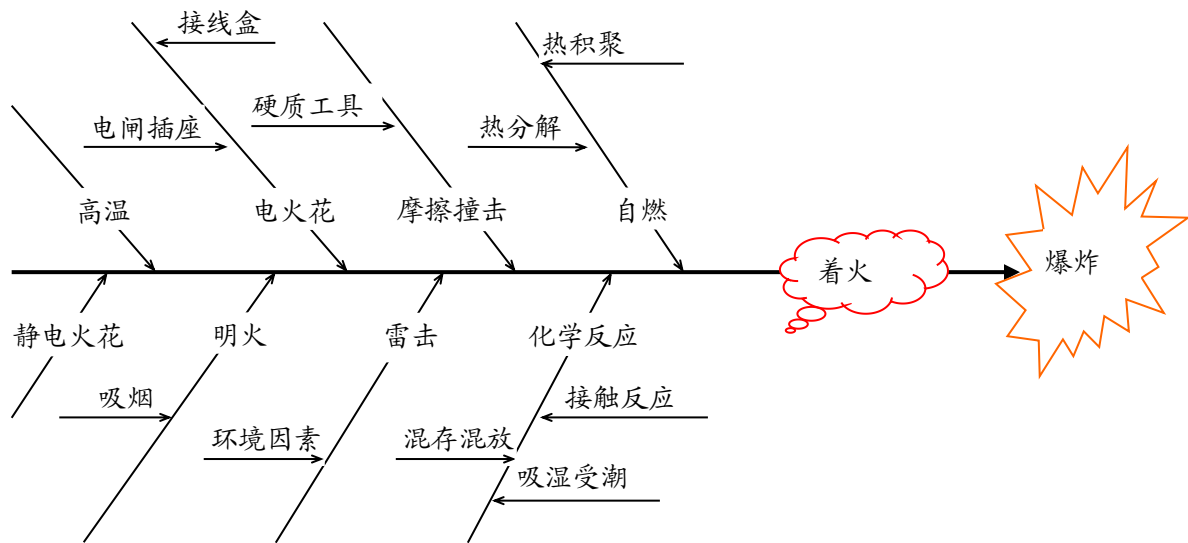 接线盒
热积聚
硬质工具
电闸插座
热分解
高温
电火花
摩擦撞击
自燃
着火
爆炸
静电火花
明火
雷击
化学反应
吸烟
接触反应
环境因素
混存混放
吸湿受潮